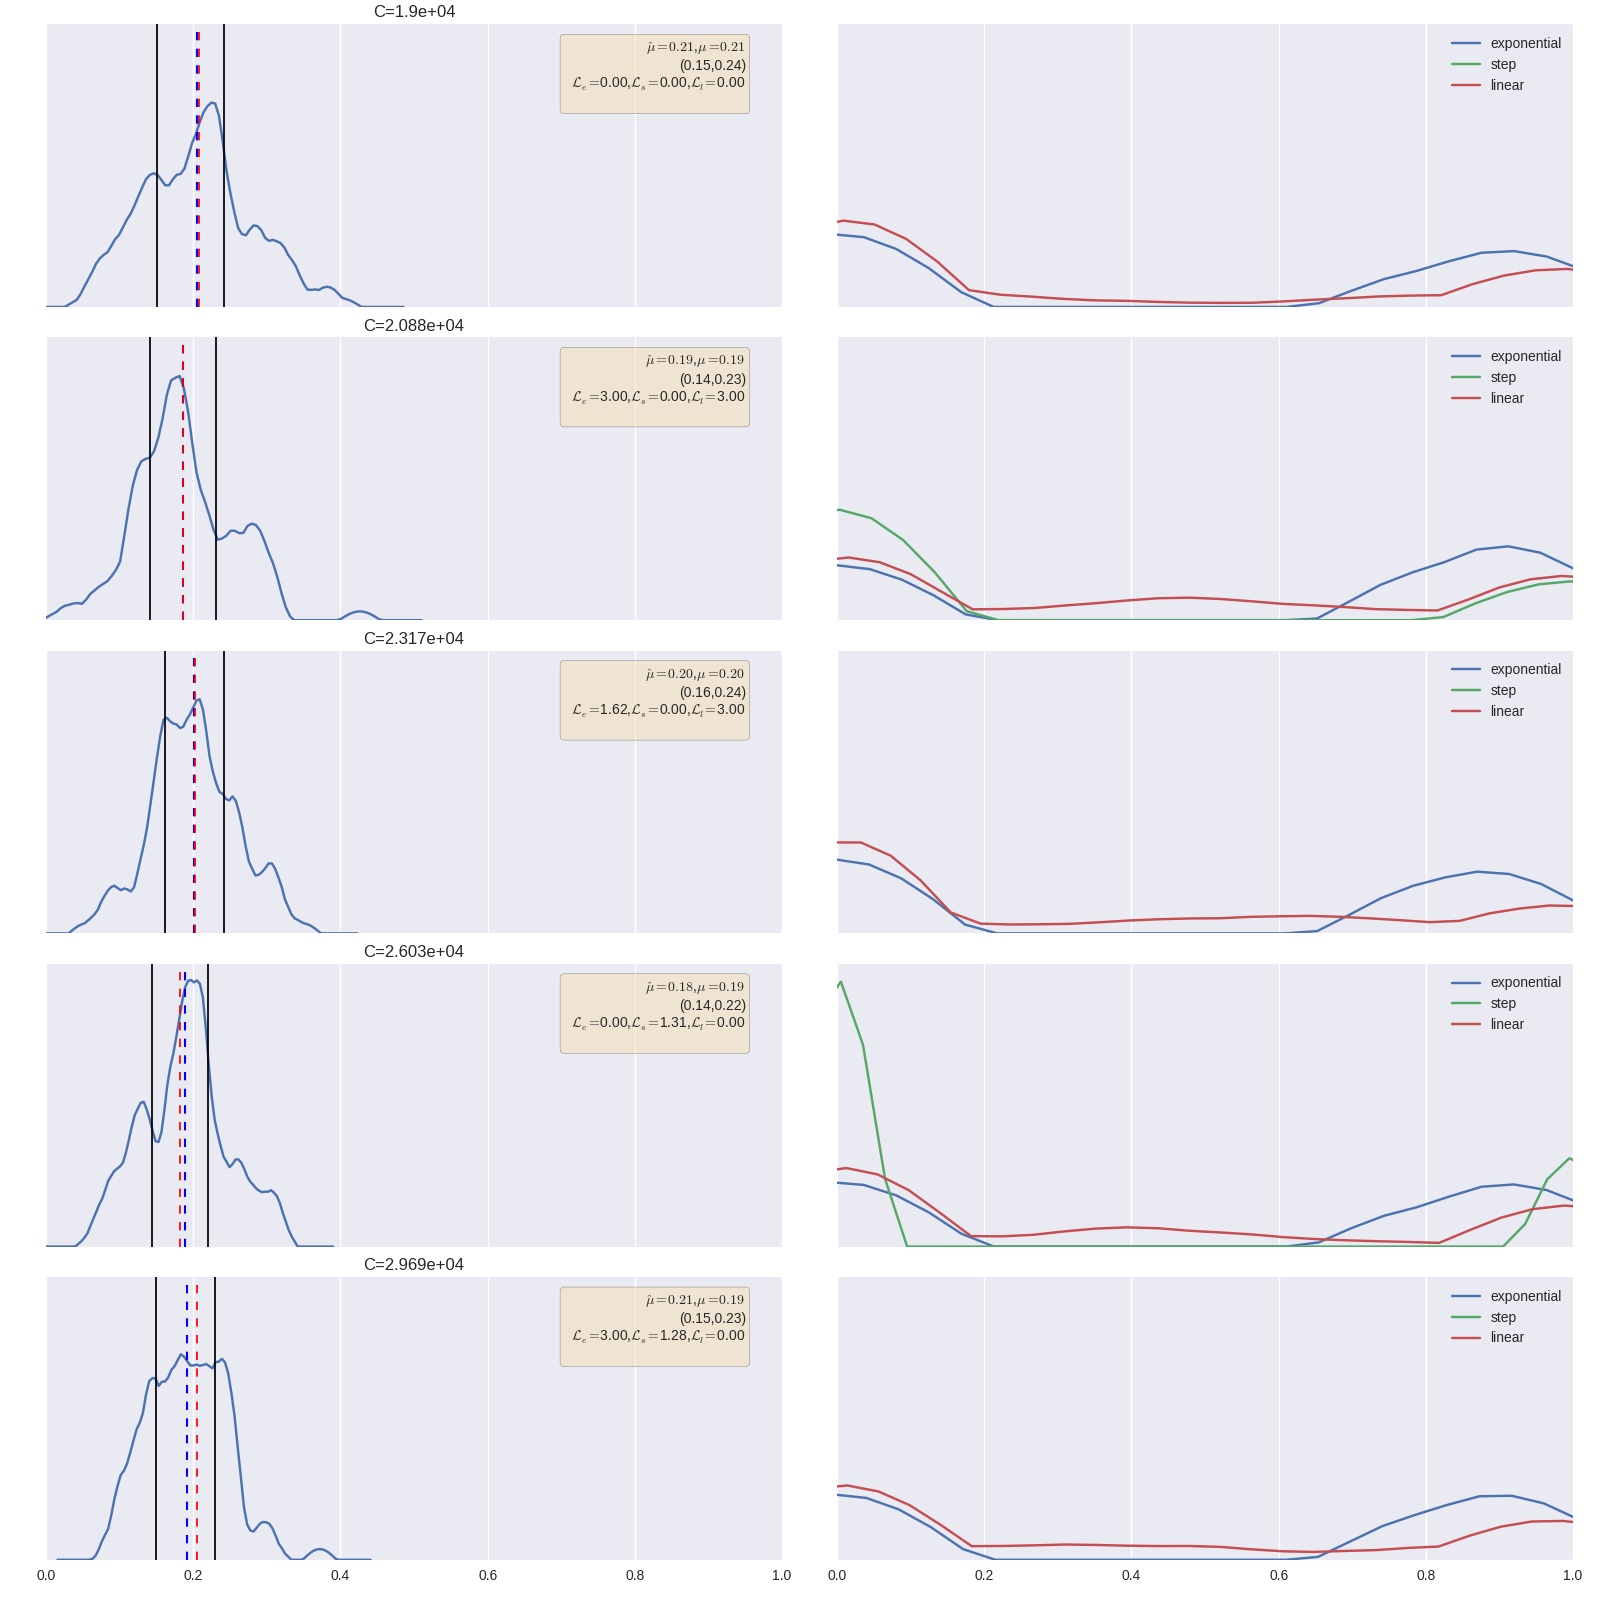 C=1.9e+04
μ̂=0.21,μ=0.21
(0.15,0.24)
ℒₑ=0.00,ℒₛ=0.00,ℒₗ=0.00
exponential
step
linear
C=2.088e+04
μ̂=0.19,μ=0.19
(0.14,0.23)
ℒₑ=3.00,ℒₛ=0.00,ℒₗ=3.00
exponential
step
linear
C=2.317e+04
μ̂=0.20,μ=0.20
(0.16,0.24)
ℒₑ=1.62,ℒₛ=0.00,ℒₗ=3.00
exponential
step
linear
C=2.603e+04
μ̂=0.18,μ=0.19
(0.14,0.22)
ℒₑ=0.00,ℒₛ=1.31,ℒₗ=0.00
exponential
step
linear
C=2.969e+04
μ̂=0.21,μ=0.19
(0.15,0.23)
ℒₑ=3.00,ℒₛ=1.28,ℒₗ=0.00
exponential
step
linear
0.0 0.2 0.4 0.6 0.8 1.0
0.0 0.2 0.4 0.6 0.8 1.0